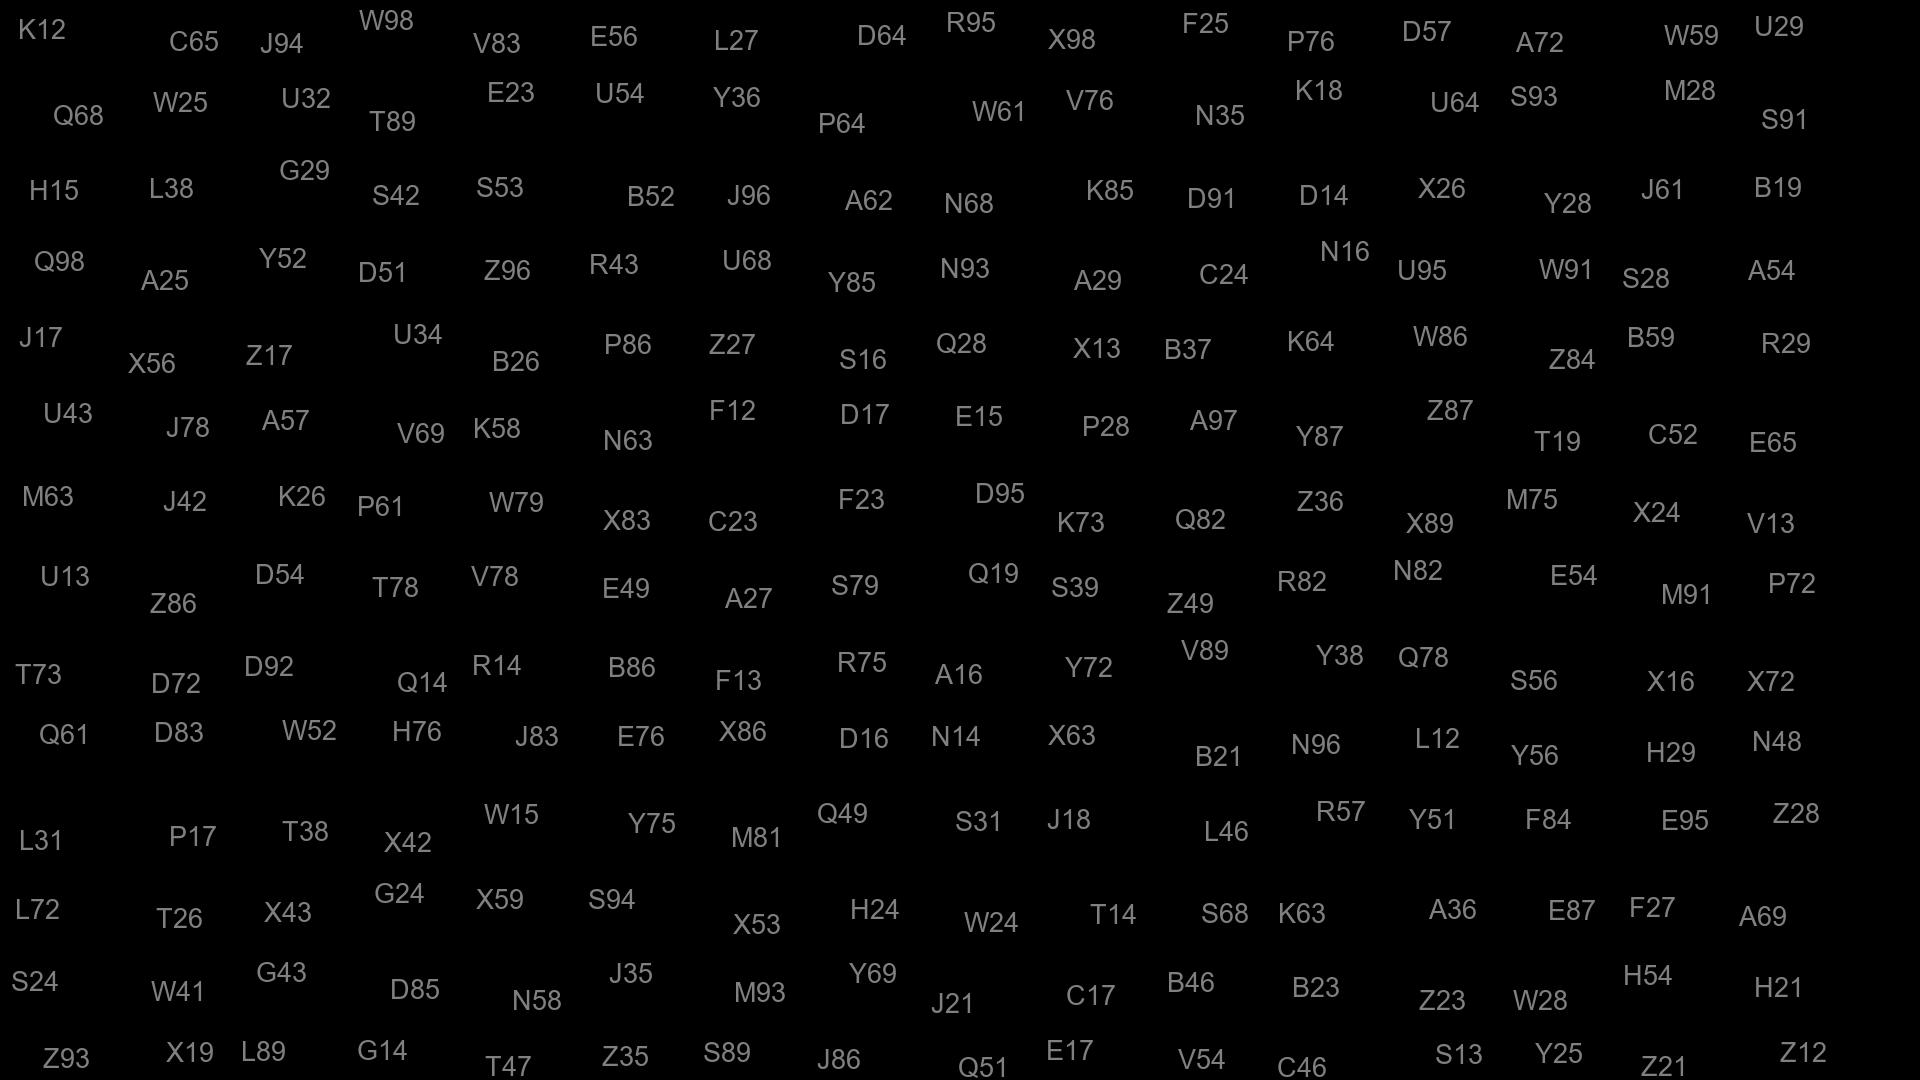 K12 C65 J94 W98 V83 E56 L27 D64 R95 X98 F25 P76 D57 A72 W59 U29
Q68 W25 U32 T89 E23 U54 Y36 P64 W61 V76 N35 K18 U64 S93 M28 S91
H15 L38 G29 S42 S53 B52 J96 A62 N68 K85 D91 D14 X26 Y28 J61 B19
Q98 A25 Y52 D51 Z96 R43 U68 Y85 N93 A29 C24 N16 U95 W91 S28 A54
J17 X56 Z17 U34 B26 P86 Z27 S16 Q28 X13 B37 K64 W86 Z84 B59 R29
U43 J78 A57 V69 K58 N63 F12 D17 E15 P28 A97 Y87 Z87 T19 C52 E65
M63 J42 K26 P61 W79 X83 C23 F23 D95 K73 Q82 Z36 X89 M75 X24 V13
U13 Z86 D54 T78 V78 E49 A27 S79 Q19 S39 Z49 R82 N82 E54 M91 P72
T73 D72 D92 Q14 R14 B86 F13 R75 A16 Y72 V89 Y38 Q78 S56 X16 X72
Q61 D83 W52 H76 J83 E76 X86 D16 N14 X63 B21 N96 L12 Y56 H29 N48
L31 P17 T38 X42 W15 Y75 M81 Q49 S31 J18 L46 R57 Y51 F84 E95 Z28
L72 T26 X43 G24 X59 S94 X53 H24 W24 T14 S68 K63 A36 E87 F27 A69
S24 W41 G43 D85 N58 J35 M93 Y69 J21 C17 B46 B23 Z23 W28 H54 H21
Z93 X19 L89 G14 T47 Z35 S89 J86 Q51 E17 V54 C46 S13 Y25 Z21 Z12